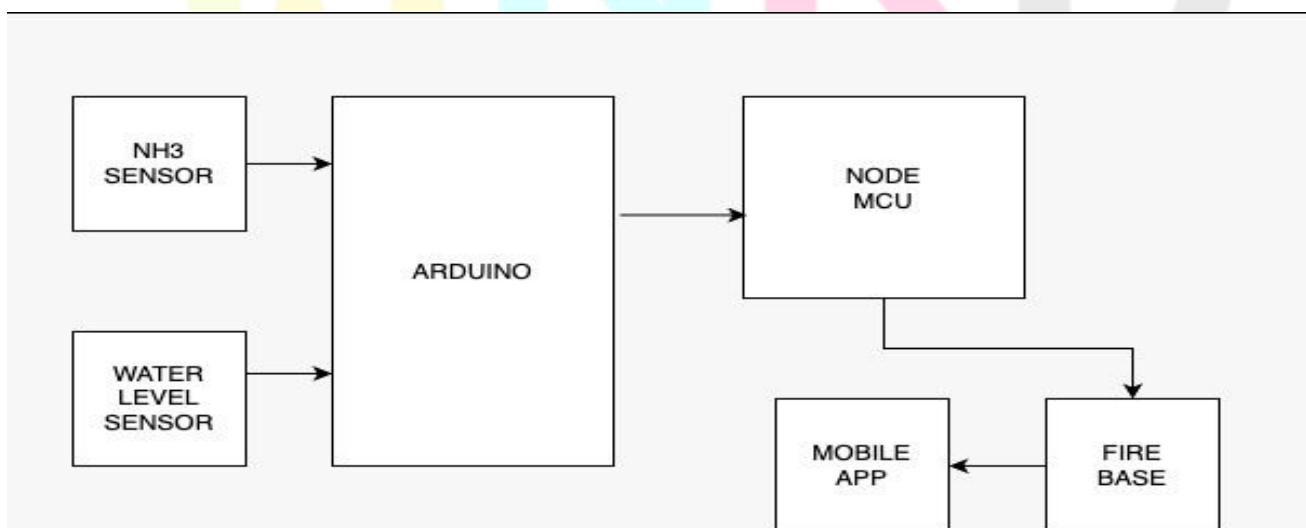 NH3
SENSOR
ARDUINO
NODE
MCU
WATER
LEVEL
SENSOR
MOBILE
APP
FIRE
BASE